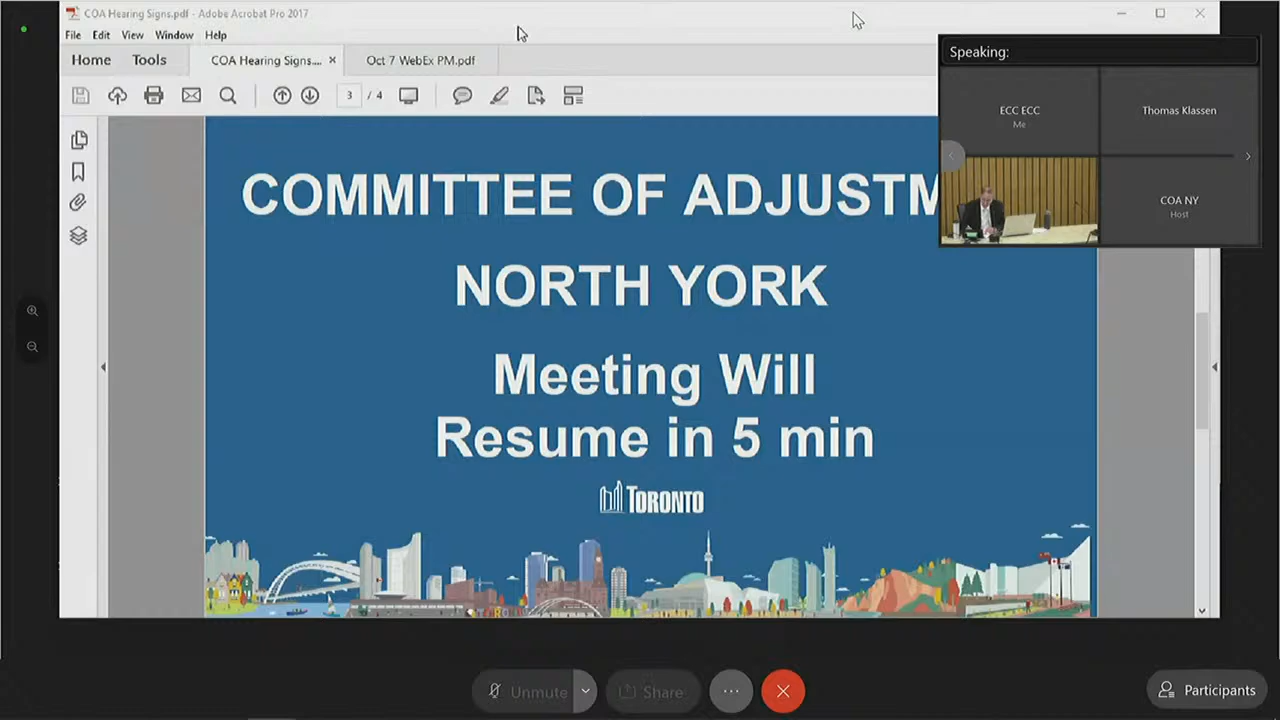 COA Hearing Signs.pdf - Adobe Acrobat Pro 2017
File Edit View Window Help
Home Tools COA Hearing Signs.... × Oct 7 WebEx PM.pdf
3 / 4
Speaking:
ECC ECC
Me
Thomas Klassen
COA NY
Host
COMMITTEE OF ADJUSTM
NORTH YORK
Meeting Will
Resume in 5 min
TORONTO
Unmute Share ... Participants